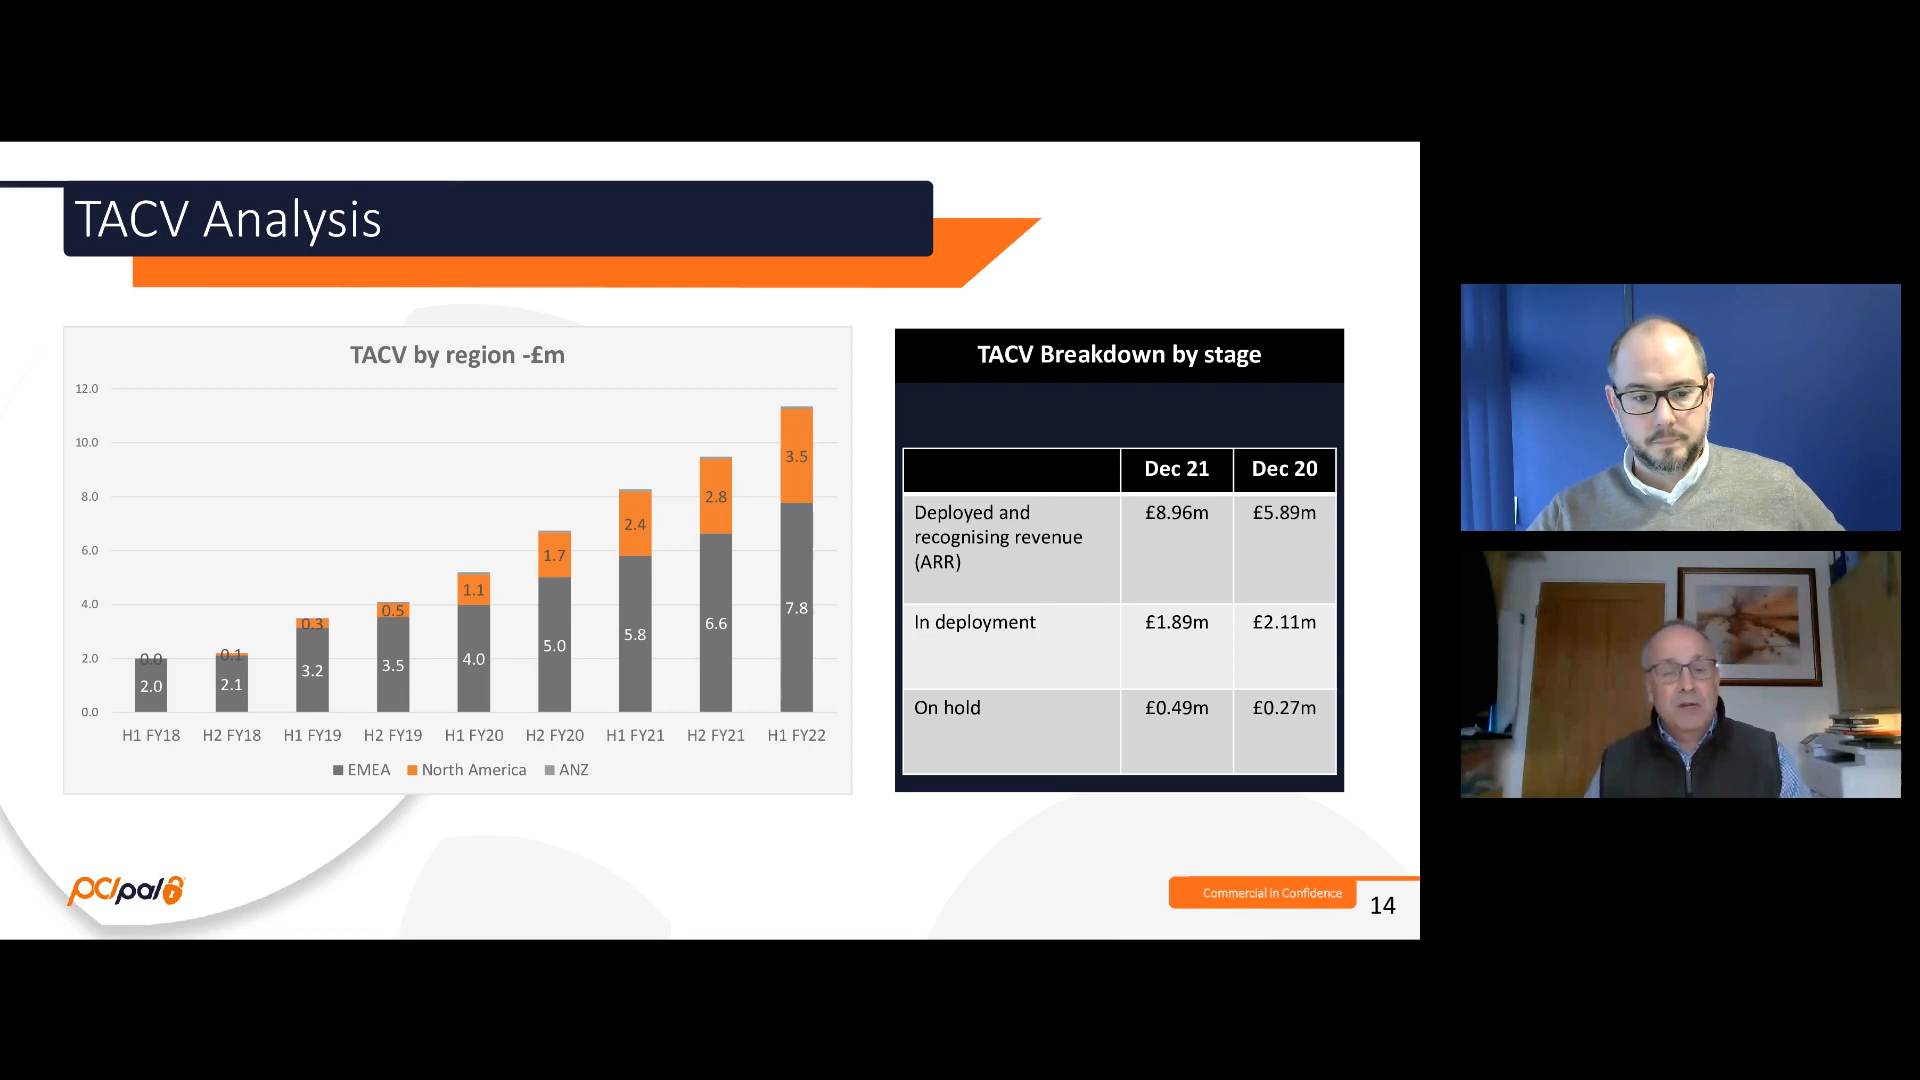 TACV Analysis
TACV by region -£m
12.0
10.0
8.0
6.0
4.0
2.0
0.0
0.0
2.0
0.1
2.1
0.3
3.2
0.5
3.5
1.1
4.0
1.7
5.0
2.4
5.8
2.8
6.6
3.5
7.8
H1 FY18 H2 FY18 H1 FY19 H2 FY19 H1 FY20 H2 FY20 H1 FY21 H2 FY21 H1 FY22
EMEA North America ANZ
TACV Breakdown by stage
Dec 21 Dec 20
Deployed and
recognising revenue
(ARR)
£8.96m £5.89m
In deployment £1.89m £2.11m
On hold £0.49m £0.27m
pcipal
Commercial in Confidence
14